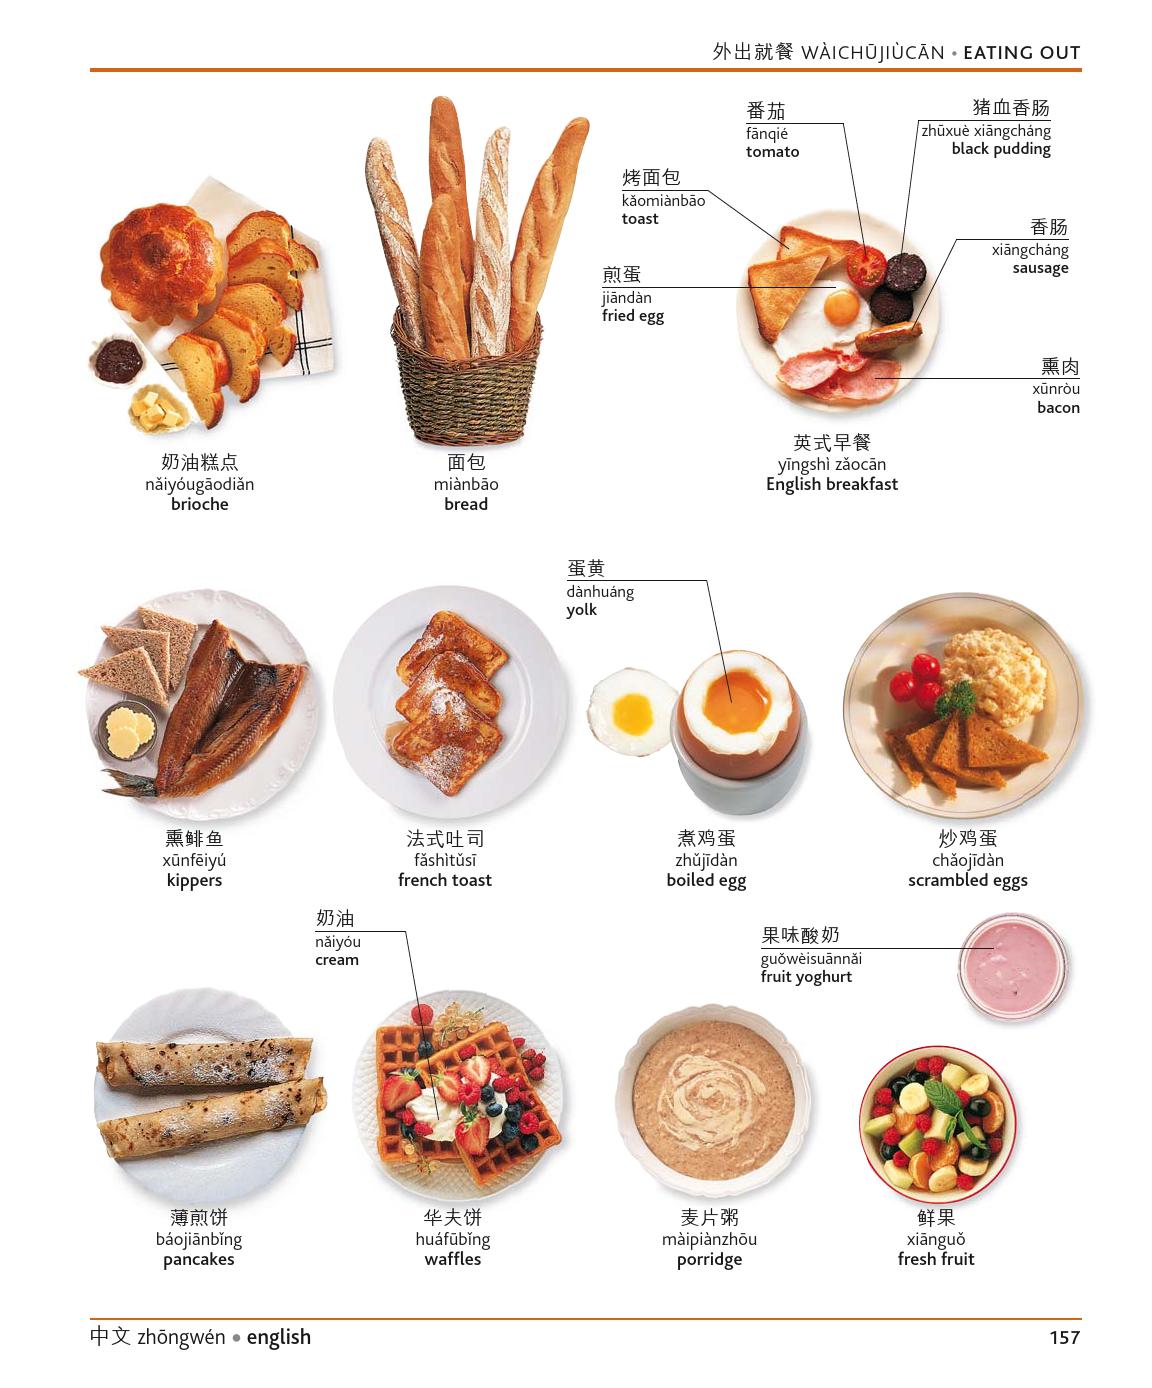 外出就餐 WÀICHŪJIÙCĀN • EATING OUT
番茄
fānqié
tomato
猪血香肠
zhūxuè xiāngcháng
black pudding
烤面包
kǎomiànbāo
toast
香肠
xiāngcháng
sausage
煎蛋
jiāndàn
fried egg
熏肉
xūnròu
bacon
奶油糕点
nǎiyóugāodiǎn
brioche
面包
miànbāo
bread
英式早餐
yīngshì zǎocān
English breakfast
蛋黄
dànhuáng
yolk
熏鲱鱼
xūnfēiyú
kippers
法式吐司
fǎshìtǔsī
french toast
煮鸡蛋
zhǔjīdàn
boiled egg
炒鸡蛋
chǎojīdàn
scrambled eggs
奶油
nǎiyóu
cream
果味酸奶
guǒwèisuānnǎi
fruit yoghurt
薄煎饼
báojiānbǐng
pancakes
华夫饼
huáfūbǐng
waffles
麦片粥
màipiànzhōu
porridge
鲜果
xiānguǒ
fresh fruit
中文 zhōngwén • english
157